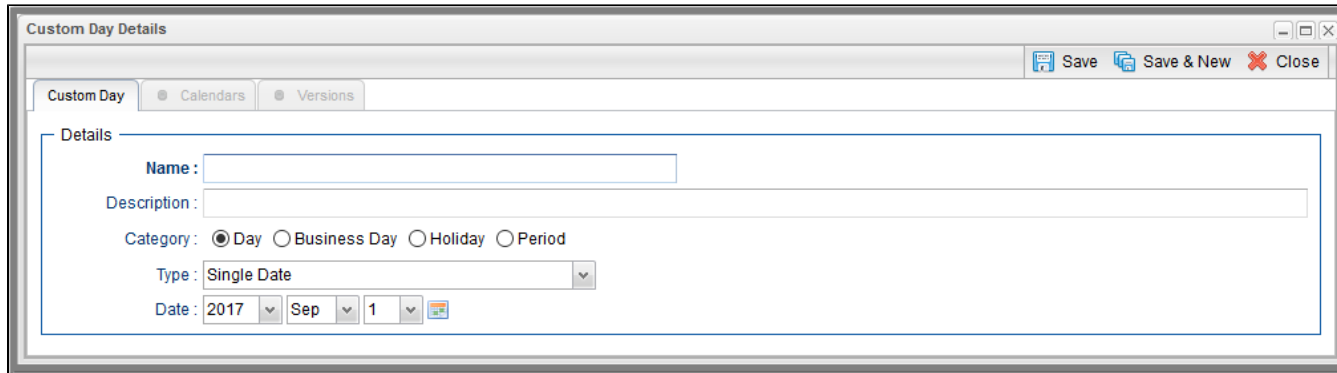 Custom Day Details
Save Save & New Close
Custom Day Calendars Versions
Details
Name :
Description :
Category : Day Business Day Holiday Period
Type : Single Date
Date : 2017 Sep 1